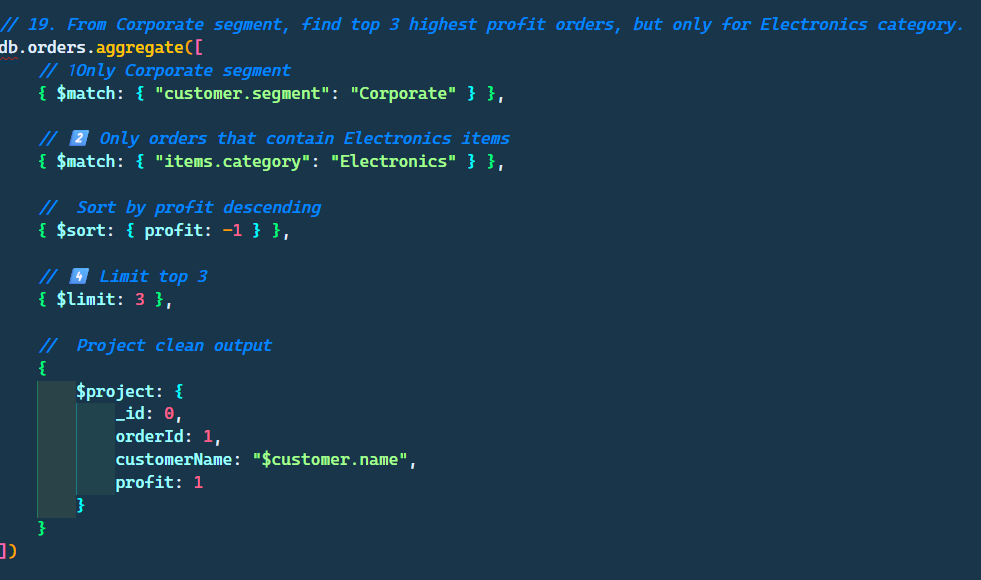 // 19. From Corporate segment, find top 3 highest profit orders, but only for Electronics category.
db.orders.aggregate([
// 1Only Corporate segment
{ $match: { "customer.segment": "Corporate" } },
// 2️⃣ Only orders that contain Electronics items
{ $match: { "items.category": "Electronics" } },
// Sort by profit descending
{ $sort: { profit: -1 } },
// 4️⃣ Limit top 3
{ $limit: 3 },
// Project clean output
{
$project: {
_id: 0,
orderId: 1,
customerName: "$customer.name",
profit: 1
}
}
])